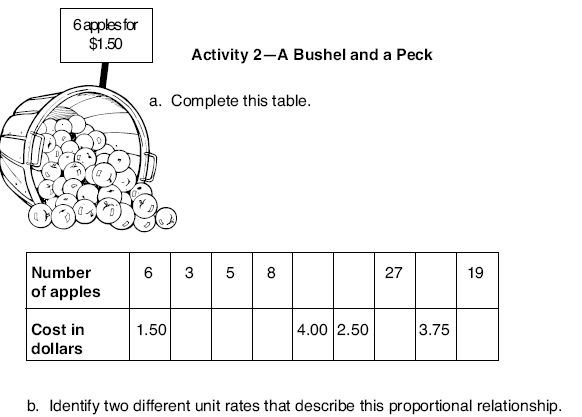 6 apples for
$1.50
Activity 2—A Bushel and a Peck
a. Complete this table.
Number of apples 6 3 5 8 27 19
Cost in dollars 1.50 4.00 2.50 3.75
b. Identify two different unit rates that describe this proportional relationship.